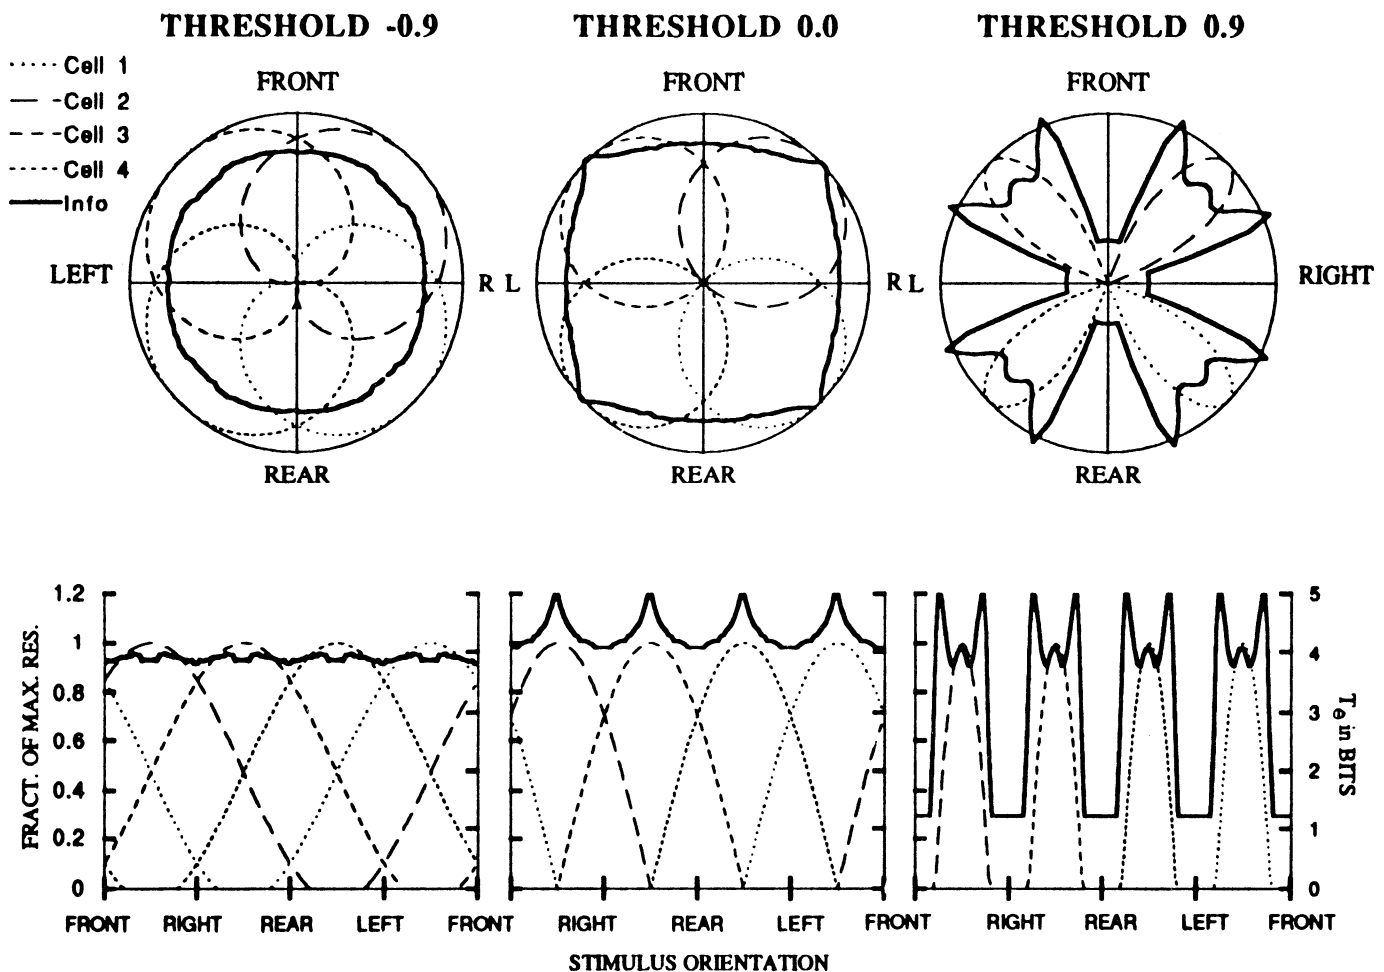 THRESHOLD -0.9
THRESHOLD 0.0
THRESHOLD 0.9
Cell 1
Cell 2
Cell 3
Cell 4
Info
FRONT
FRONT
FRONT
LEFT
R L
R L
RIGHT
REAR
REAR
REAR
FRACT. OF MAX. RES.
1.2
1
0.8
0.6
0.4
0.2
0
5
4
3
2
1
0
T_θ in BITS
FRONT RIGHT REAR LEFT FRONT
RIGHT REAR LEFT FRONT
RIGHT REAR LEFT FRONT
STIMULUS ORIENTATION